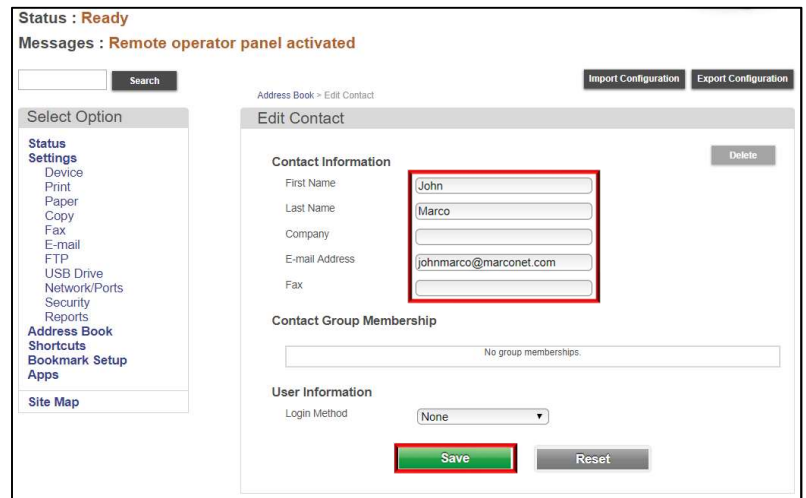 Status : Ready
Messages : Remote operator panel activated
Search
Import Configuration
Export Configuration
Address Book > Edit Contact
Select Option
Status
Settings
Device
Print
Paper
Copy
Fax
E-mail
FTP
USB Drive
Network/Ports
Security
Reports
Address Book
Shortcuts
Bookmark Setup
Apps
Site Map
Edit Contact
Delete
Contact Information
First Name John
Last Name Marco
Company
E-mail Address johnmarco@marconet.com
Fax
Contact Group Membership
No group memberships.
User Information
Login Method None
Save Reset